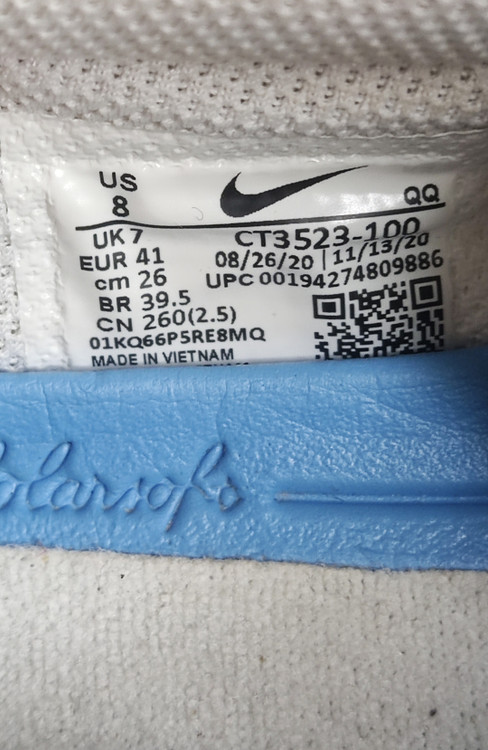 US
8
QQ
UK 7
CT3523-100
EUR 41
08/26/20 | 11/13/20
cm 26
UPC 00194274809886
BR 39.5
CN 260(2.5)
01KQ66P5RE8MQ
MADE IN VIETNAM
olarsoft